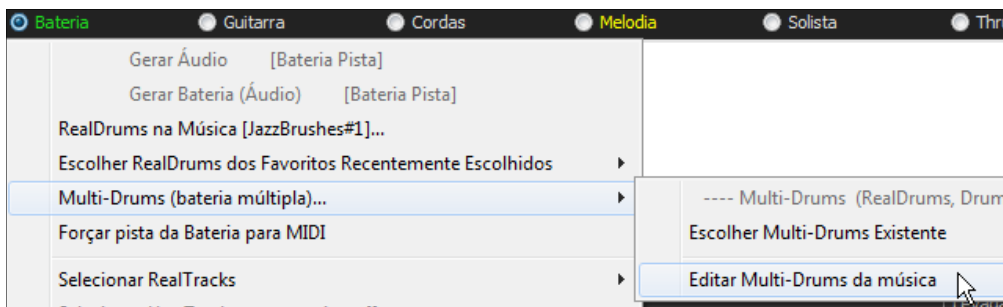 Bateria Guitarra Cordas Melodia Solista
Gerar Áudio [Bateria Pista]
Gerar Bateria (Áudio) [Bateria Pista]
RealDrums na Música [JazzBrushes#1]...
Escolher RealDrums dos Favoritos Recentemente Escolhidos
Multi-Drums (bateria múltipla)...
---- Multi-Drums (RealDrums, Drum
Forçar pista da Bateria para MIDI
Escolher Multi-Drums Existente
Selecionar RealTracks
Editar Multi-Drums da música